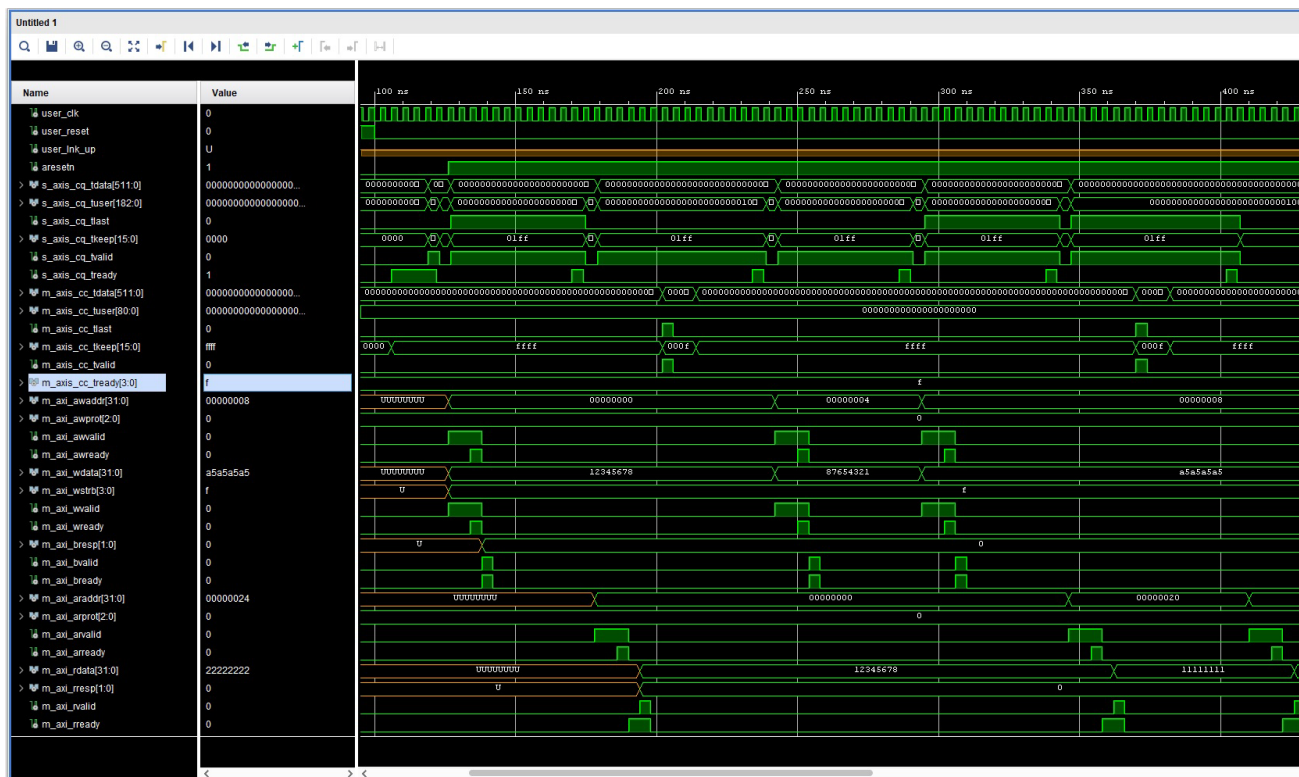 Untitled 1
Name Value
100 ns 150 ns 200 ns 250 ns 300 ns 350 ns 400 ns
user_clk 0
user_reset 0
user_lnk_up U
aresetn 1
s_axis_cq_tdata[511:0] 0000000000000000...
s_axis_cq_tuser[182:0] 0000000000000000...
s_axis_cq_tlast 0
s_axis_cq_tkeep[15:0] 0000 0000 01ff 01ff 01ff 01ff 01ff
s_axis_cq_tvalid 0
s_axis_cq_tready 1
m_axis_cc_tdata[511:0] 0000000000000000...
m_axis_cc_tuser[80:0] 0000000000000000... 000000000000000000000
m_axis_cc_tlast 0
m_axis_cc_tkeep[15:0] ffff 0000 ffff 000f ffff 000f ffff
m_axis_cc_tvalid 0
m_axis_cc_tready[3:0] f f
m_axi_awaddr[31:0] 00000008 UUUUUUUU 00000000 00000004 00000008
m_axi_awprot[2:0] 0 0
m_axi_awvalid 0
m_axi_awready 0
m_axi_wdata[31:0] a5a5a5a5 UUUUUUUU 12345678 87654321 a5a5a5a5
m_axi_wstrb[3:0] f U f
m_axi_wvalid 0
m_axi_wready 0
m_axi_bresp[1:0] 0 U 0
m_axi_bvalid 0
m_axi_bready 0
m_axi_araddr[31:0] 00000024 UUUUUUUU 00000000 00000020
m_axi_arprot[2:0] 0 0
m_axi_arvalid 0
m_axi_arready 0
m_axi_rdata[31:0] 22222222 UUUUUUUU 12345678 11111111
m_axi_rresp[1:0] 0 U 0
m_axi_rvalid 0
m_axi_rready 0